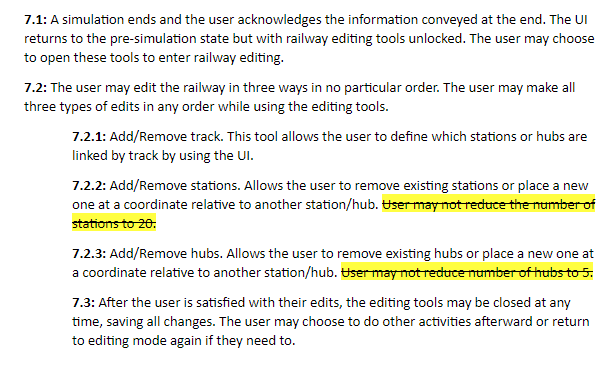 7.1: A simulation ends and the user acknowledges the information conveyed at the end. The UI
returns to the pre-simulation state but with railway editing tools unlocked. The user may choose
to open these tools to enter railway editing.
7.2: The user may edit the railway in three ways in no particular order. The user may make all
three types of edits in any order while using the editing tools.
7.2.1: Add/Remove track. This tool allows the user to define which stations or hubs are
linked by track by using the UI.
7.2.2: Add/Remove stations. Allows the user to remove existing stations or place a new
one at a coordinate relative to another station/hub. User may not reduce the number of
stations to 20.
7.2.3: Add/Remove hubs. Allows the user to remove existing hubs or place a new one at
a coordinate relative to another station/hub. User may not reduce number of hubs to 5.
7.3: After the user is satisfied with their edits, the editing tools may be closed at any
time, saving all changes. The user may choose to do other activities afterward or return
to editing mode again if they need to.